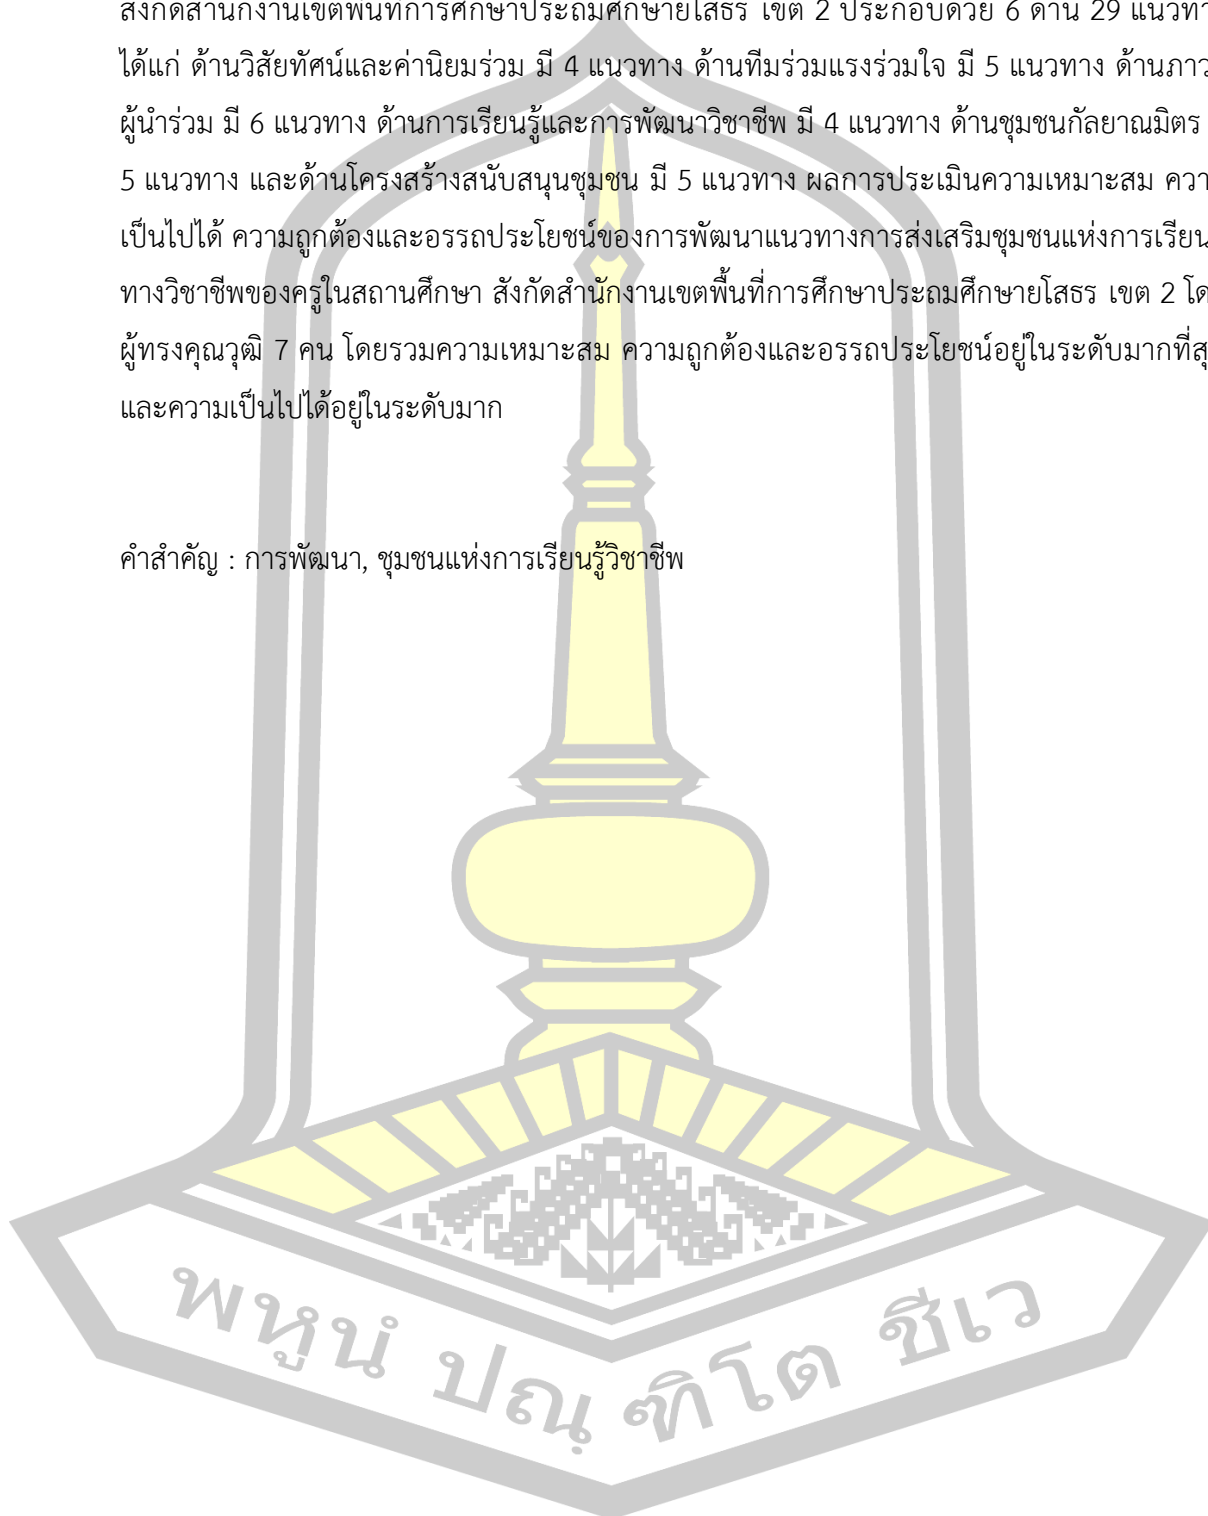 สังกัดสำนักงานเขตพื้นที่การศึกษาประถมศึกษายโสธร เขต 2 ประกอบด้วย 6 ด้าน 29 แนวทา
ได้แก่ ด้านวิสัยทัศน์และค่านิยมร่วม มี 4 แนวทาง ด้านทีมร่วมแรงร่วมใจ มี 5 แนวทาง ด้านภาว
ผู้นำร่วม มี 6 แนวทาง ด้านการเรียนรู้และการพัฒนาวิชาชีพ มี 4 แนวทาง ด้านชุมชนกัลยาณมิตร
5 แนวทาง และด้านโครงสร้างสนับสนุนชุมชน มี 5 แนวทาง ผลการประเมินความเหมาะสม ควา
เป็นไปได้ ความถูกต้องและอรรถประโยชน์ของการพัฒนาแนวทางการส่งเสริมชุมชนแห่งการเรียน
ทางวิชาชีพของครูในสถานศึกษา สังกัดสำนักงานเขตพื้นที่การศึกษาประถมศึกษายโสธร เขต 2 โด
ผู้ทรงคุณวุฒิ 7 คน โดยรวมความเหมาะสม ความถูกต้องและอรรถประโยชน์อยู่ในระดับมากที่สุ
และความเป็นไปได้อยู่ในระดับมาก
คำสำคัญ : การพัฒนา, ชุมชนแห่งการเรียนรู้วิชาชีพ
พหูนํ ปณฺฑิโต ชีเว